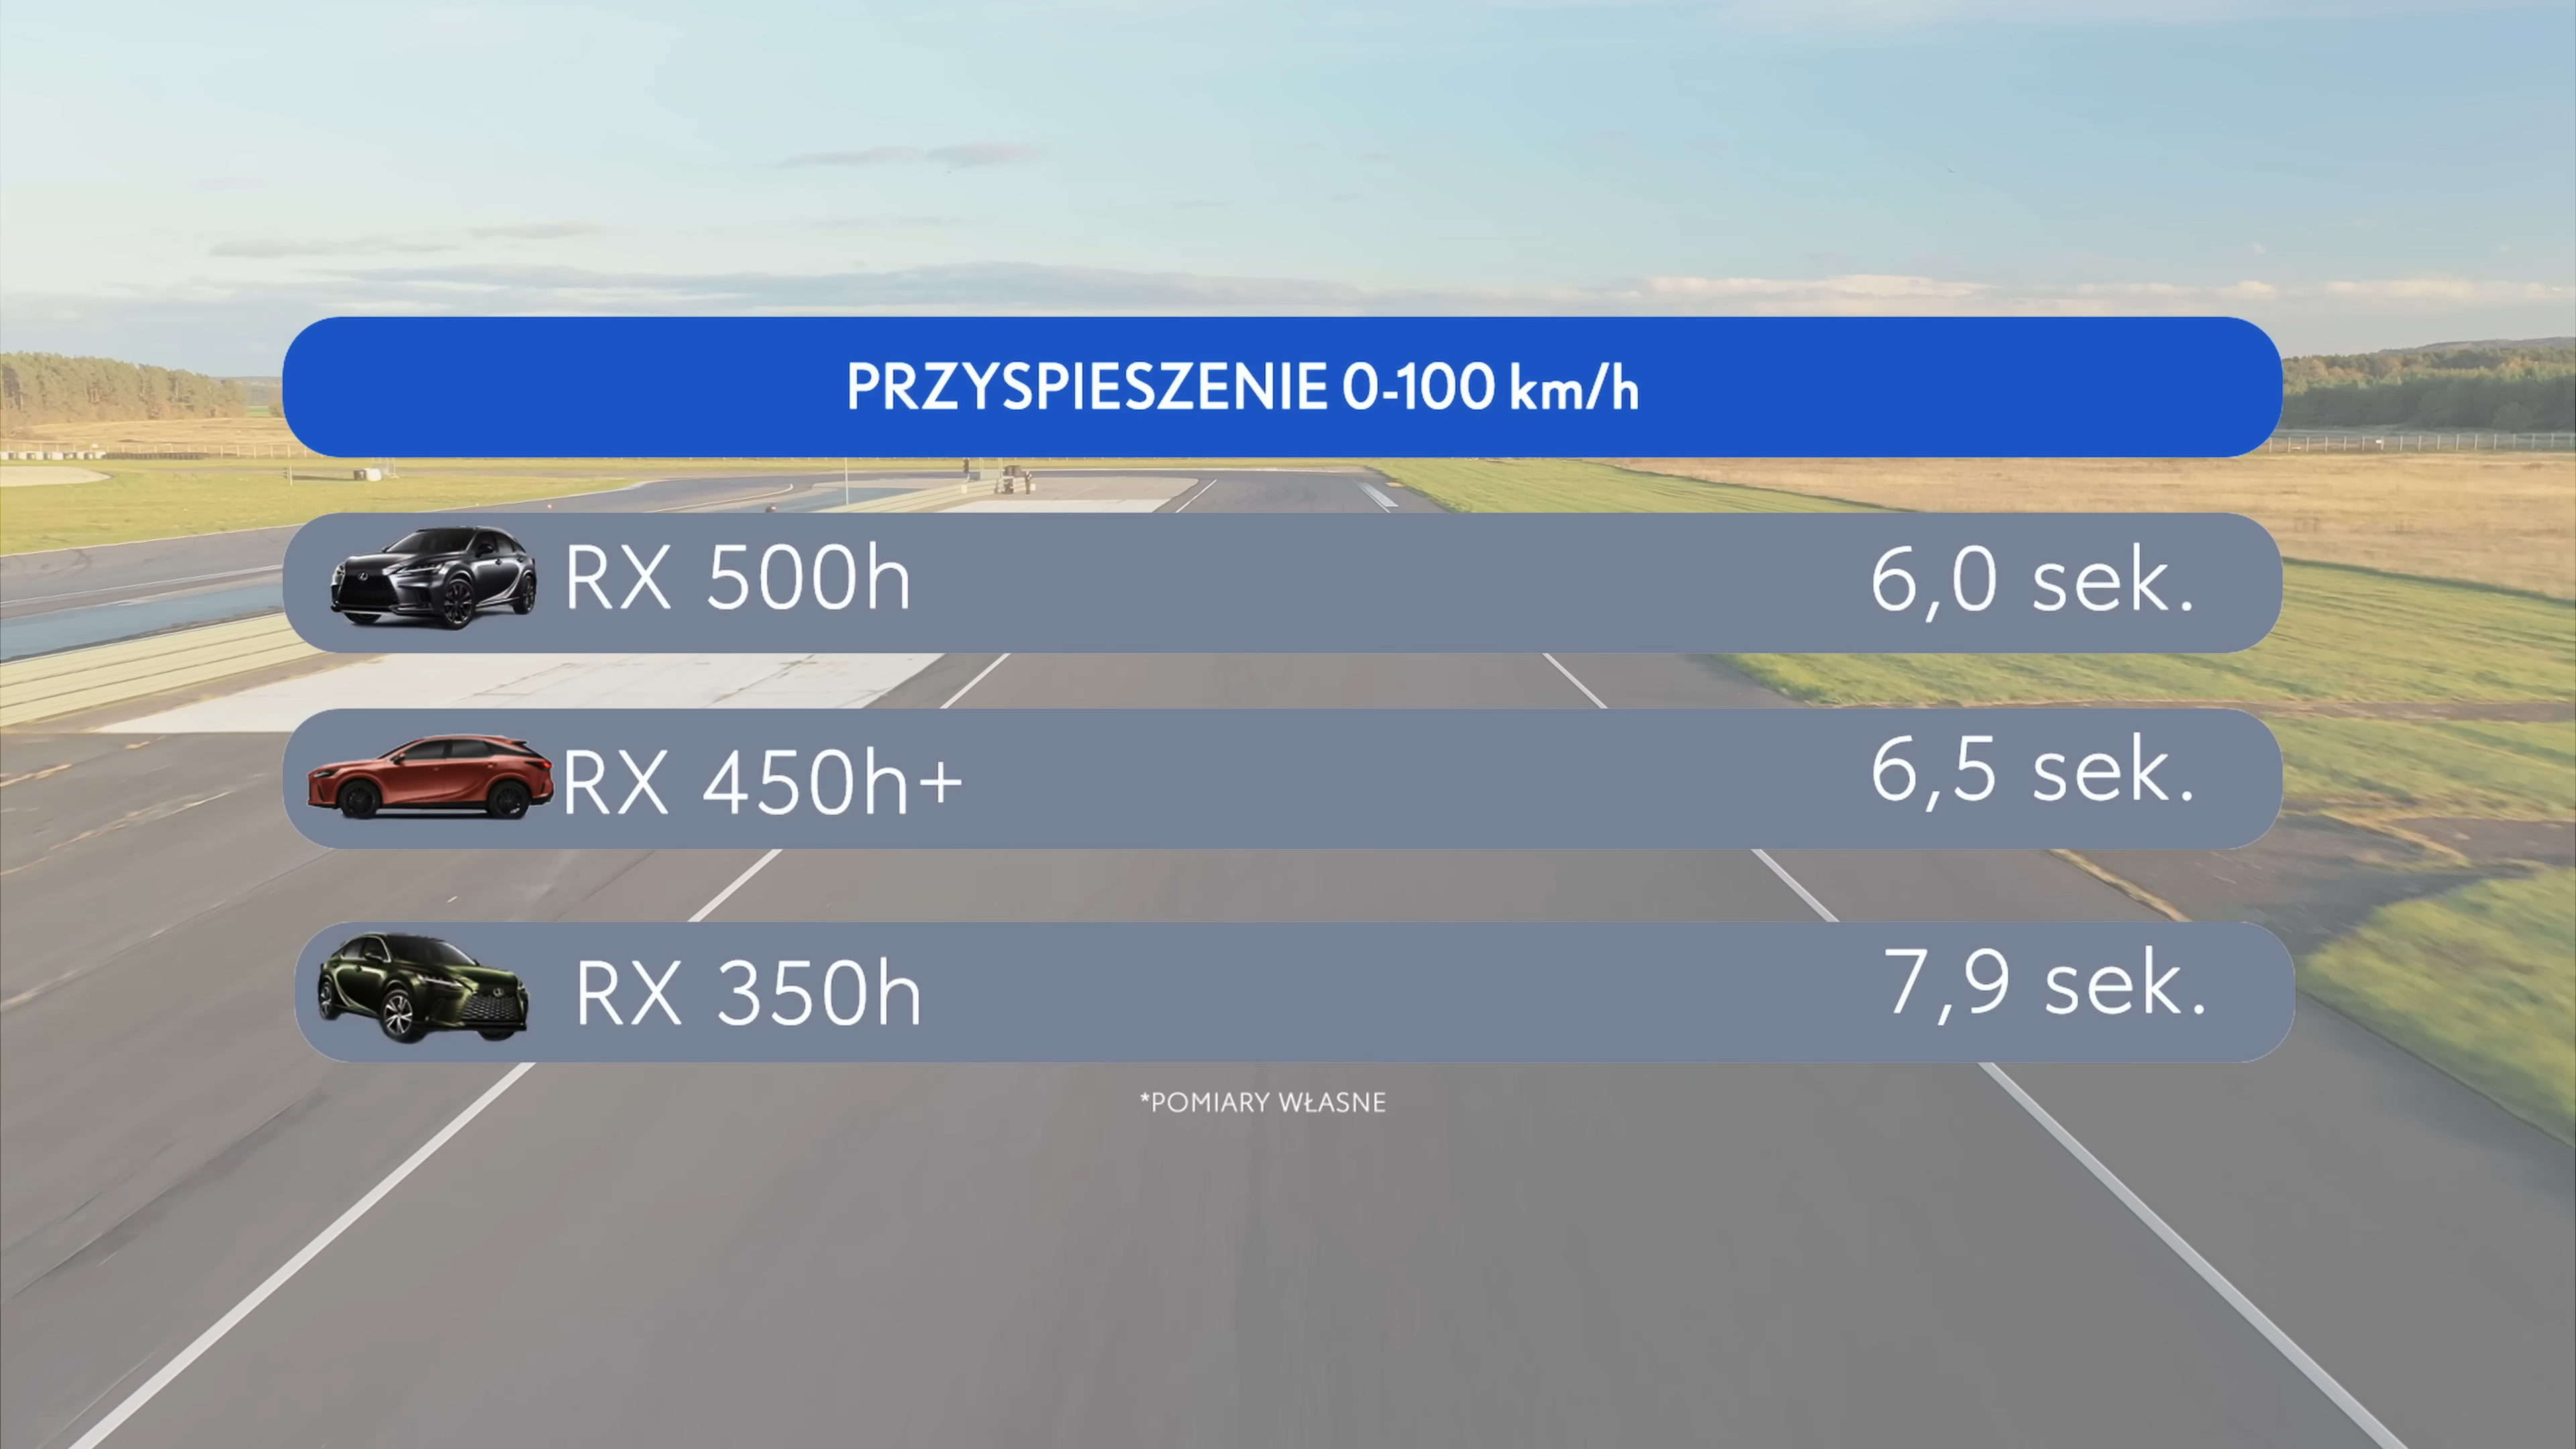 PRZYSPIESZENIE 0-100 km/h
RX 500h 6,0 sek.
RX 450h+ 6,5 sek.
RX 350h 7,9 sek.
*POMIARY WŁASNE